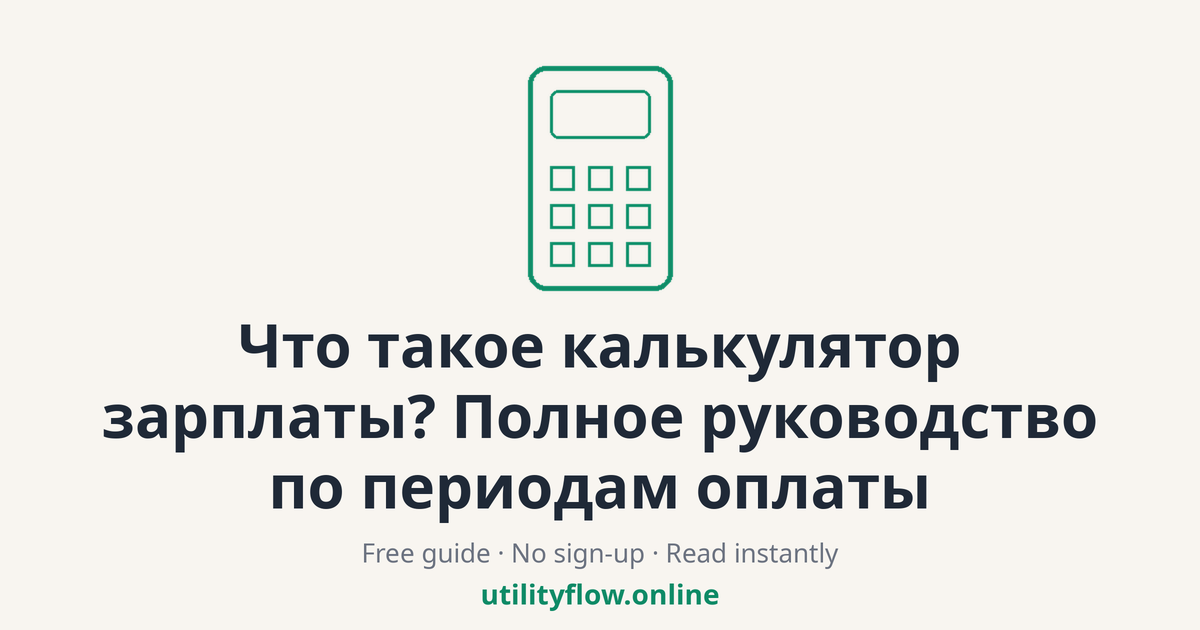 Что такое калькулятор
зарплаты? Полное руководство
по периодам оплаты
Free guide · No sign-up · Read instantly
utilityflow.online